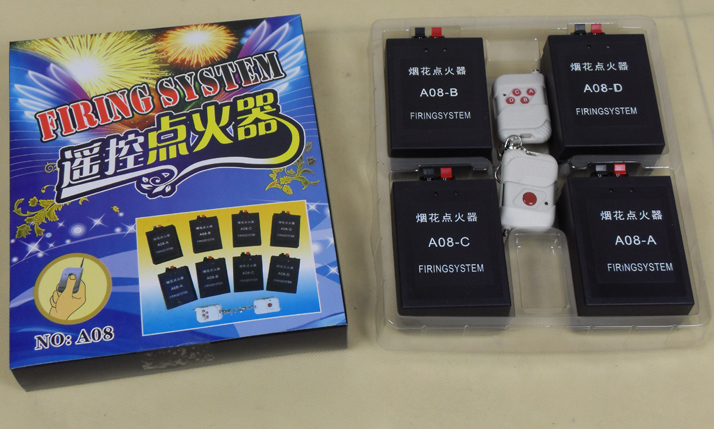 FIRING SYSTEM
遥控点火器
NO: A08
烟花点火器
A08-B
FIRINGSYSTEM
烟花点火器
A08-D
FIRINGSYSTEM
烟花点火器
A08-C
FIRINGSYSTEM
烟花点火器
A08-A
FIRINGSYSTEM